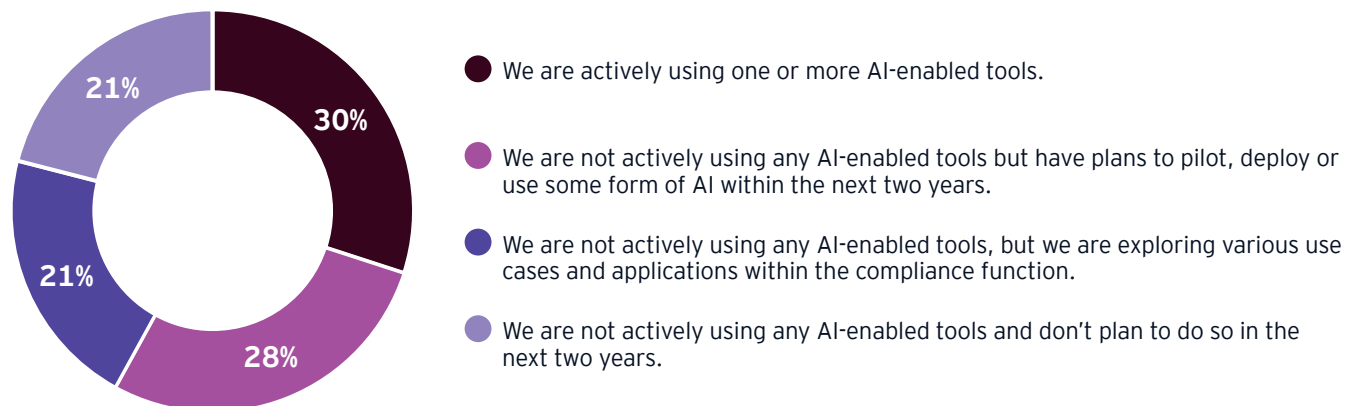 21%
30%
21%
28%
We are actively using one or more AI-enabled tools.
We are not actively using any AI-enabled tools but have plans to pilot, deploy or
use some form of AI within the next two years.
We are not actively using any AI-enabled tools, but we are exploring various use
cases and applications within the compliance function.
We are not actively using any AI-enabled tools and don’t plan to do so in the
next two years.